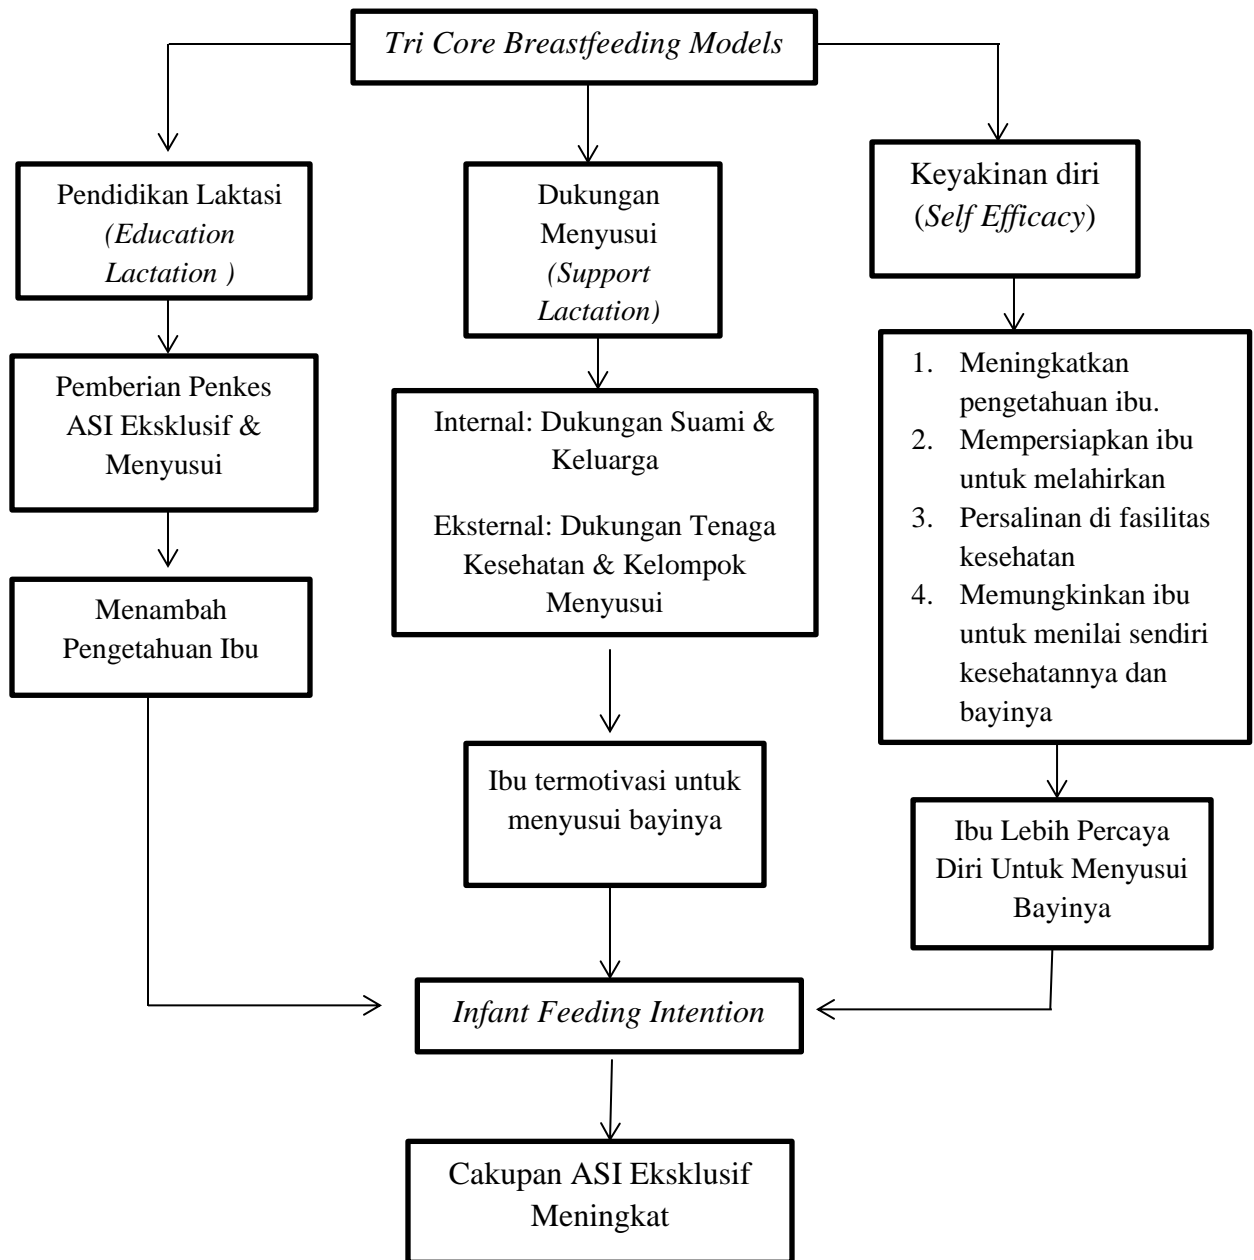 Tri Core Breastfeeding Models
Pendidikan Laktasi
(Education
Lactation )
Pemberian Penkes
ASI Eksklusif &
Menyusui
Menambah
Pengetahuan Ibu
Dukungan
Menyusui
(Support
Lactation)
Internal: Dukungan Suami &
Keluarga
Eksternal: Dukungan Tenaga
Kesehatan & Kelompok
Menyusui
Ibu termotivasi untuk
menyusui bayinya
Keyakinan diri
(Self Efficacy)
1. Meningkatkan
pengetahuan ibu.
2. Mempersiapkan ibu
untuk melahirkan
3. Persalinan di fasilitas
kesehatan
4. Memungkinkan ibu
untuk menilai sendiri
kesehatannya dan
bayinya
Ibu Lebih Percaya
Diri Untuk Menyusui
Bayinya
Infant Feeding Intention
Cakupan ASI Eksklusif
Meningkat